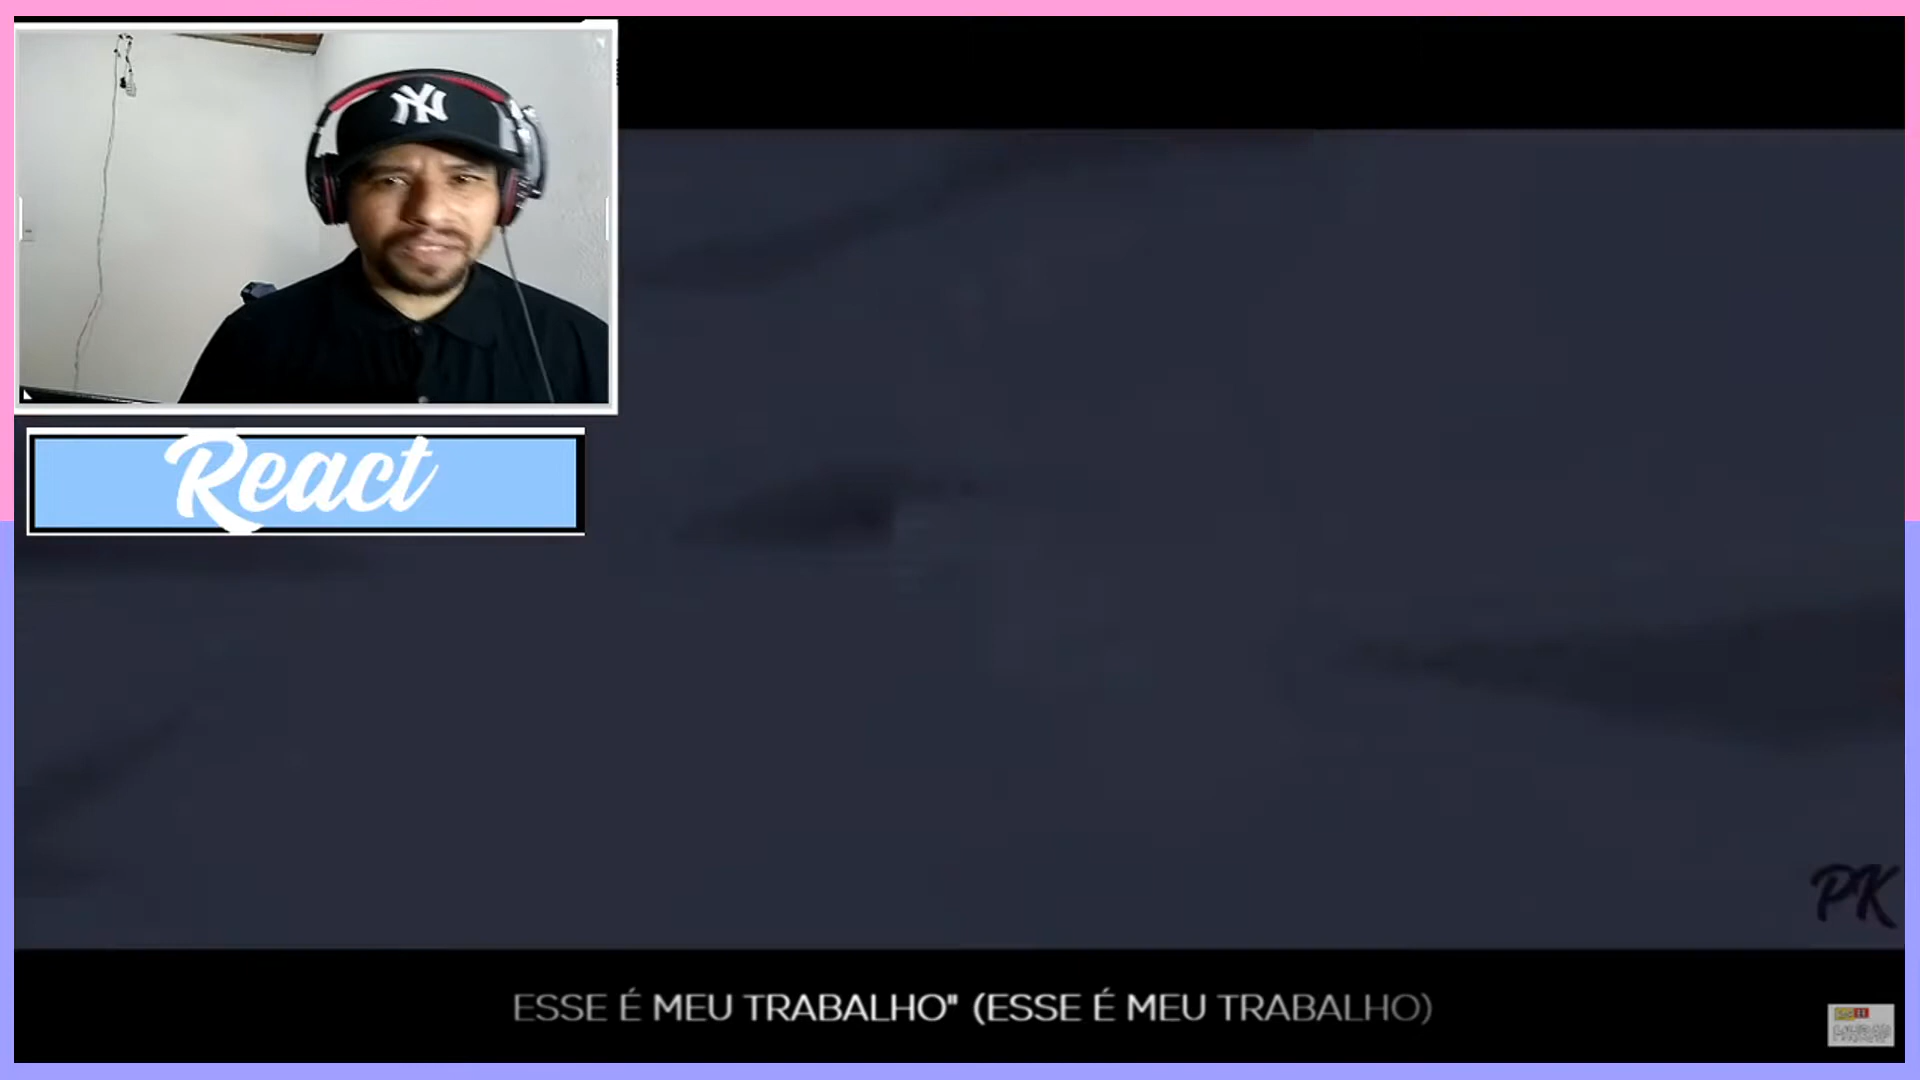 NY
React
PK
ESSE É MEU TRABALHO" (ESSE É MEU TRABALHO)